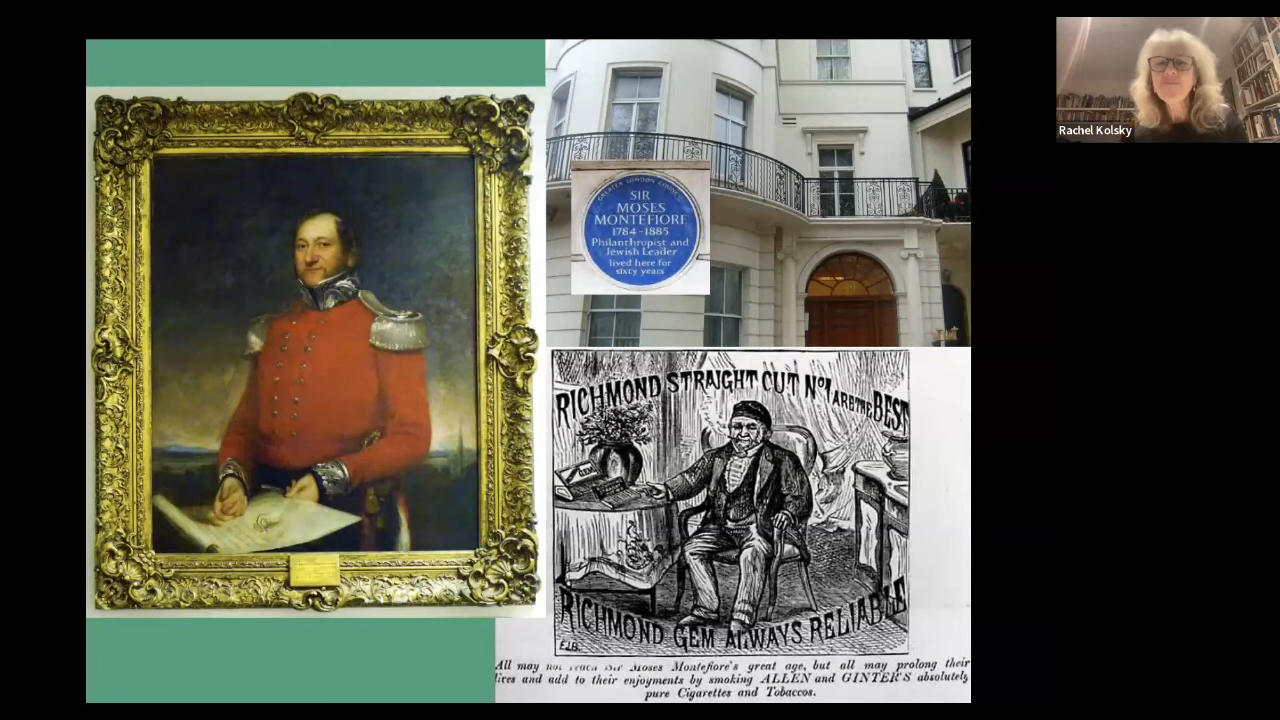 GREATER LONDON COUNCIL
SIR
MOSES
MONTEFIORE
1784-1885
Philanthropist and
Jewish Leader
lived here for
sixty years
RICHMOND STRAIGHT CUT No 1 ARE THE BEST
GEM
RICHMOND GEM ALWAYS RELIABLE
E.J.B.
All may not reach Sir Moses Montefiore's great age, but all may prolong their
lives and add to their enjoyments by smoking ALLEN and GINTER'S absolutely
pure Cigarettes and Tobaccos.
Rachel Kolsky